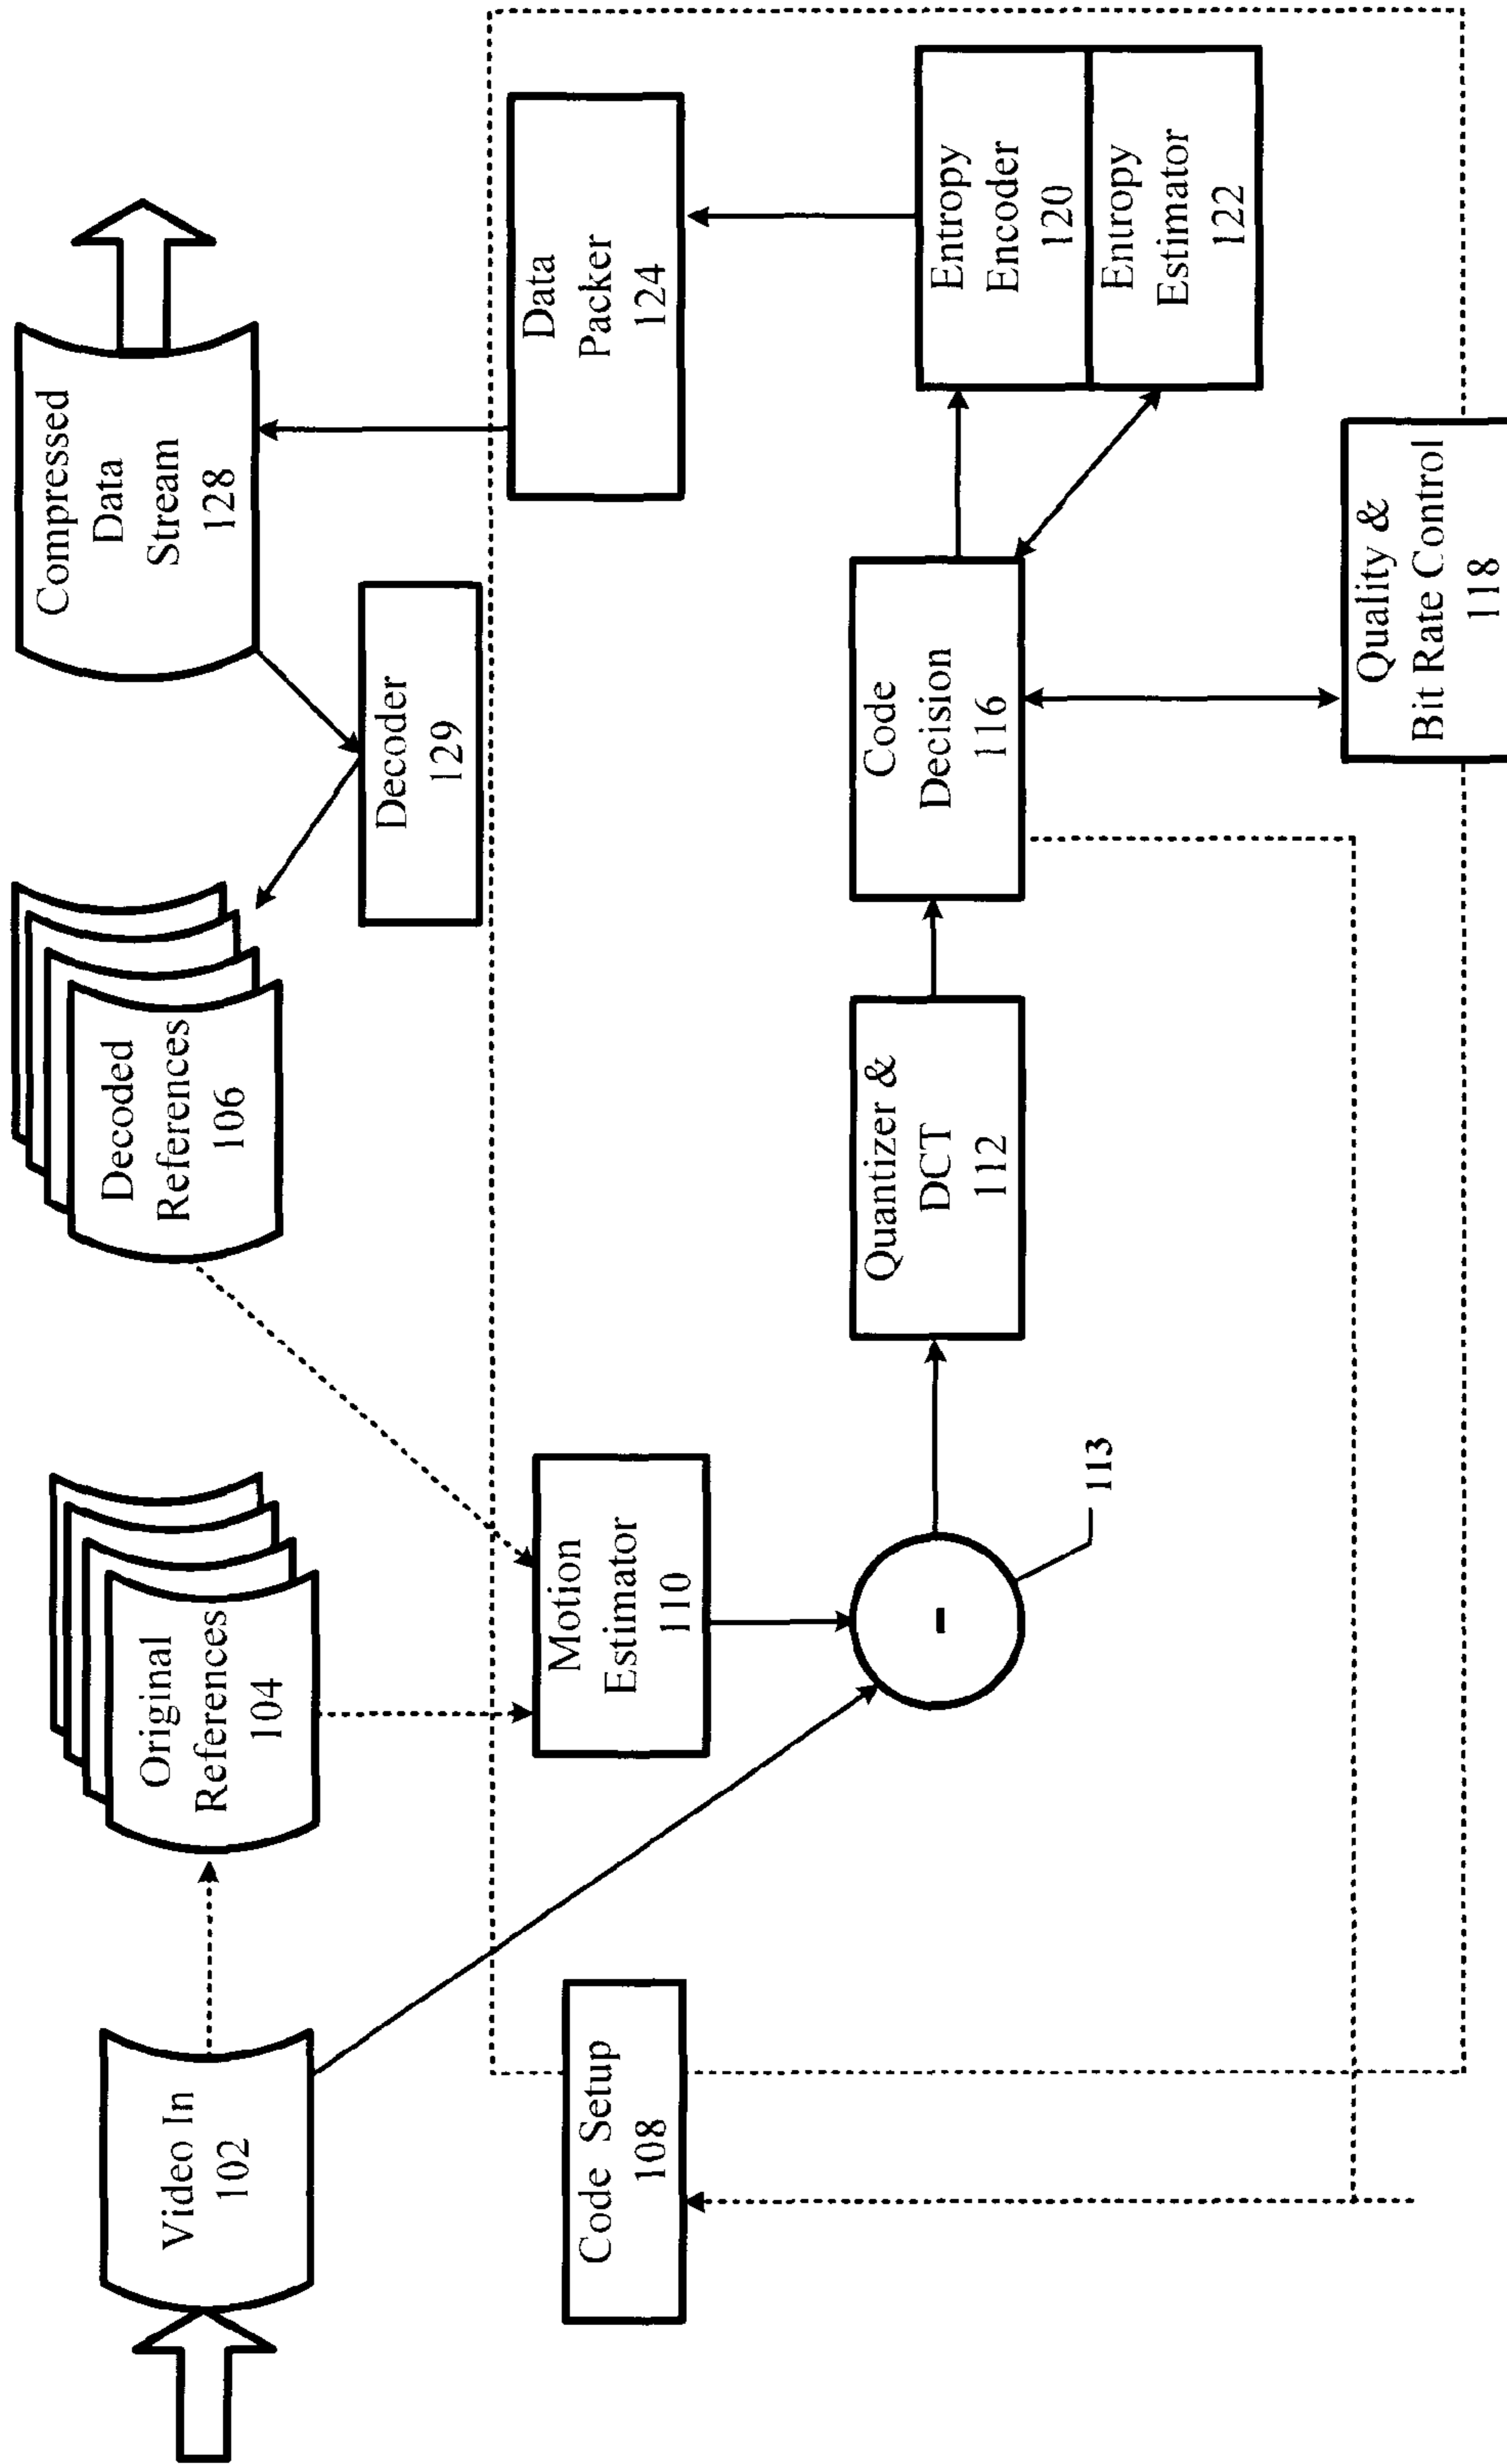 Video In
102
Original
References
104
Decoded
References
106
Compressed
Data
Stream
128
Decoder
129
Code Setup
108
Motion
Estimator
110
Data
Packer
124
-
113
Quantizer &
DCT
112
Code
Decision
116
Entropy
Encoder
120
Entropy
Estimator
122
Quality &
Bit Rate Control
118